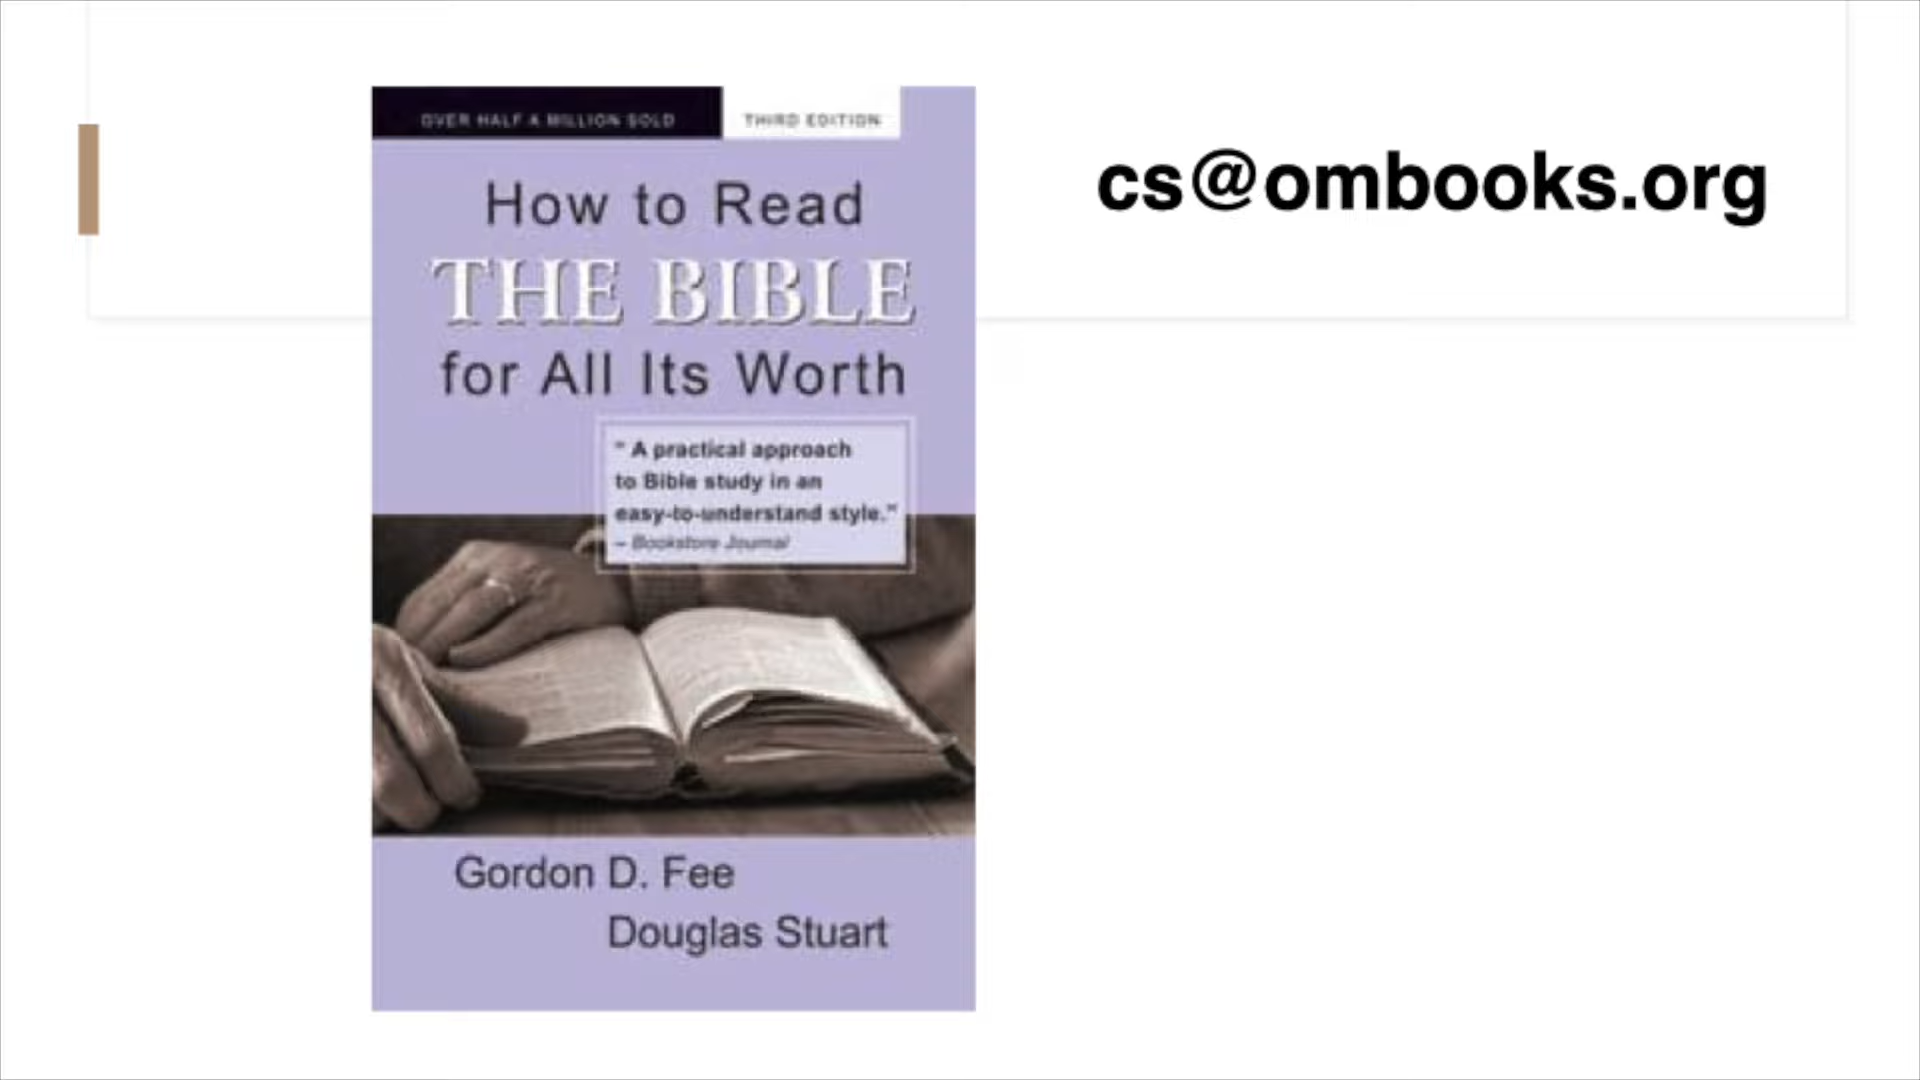 OVER HALF A MILLION SOLD
THIRD EDITION
How to Read
THE BIBLE
for All Its Worth
" A practical approach
to Bible study in an
easy-to-understand style."
– Bookstore Journal
Gordon D. Fee
Douglas Stuart
cs@ombooks.org